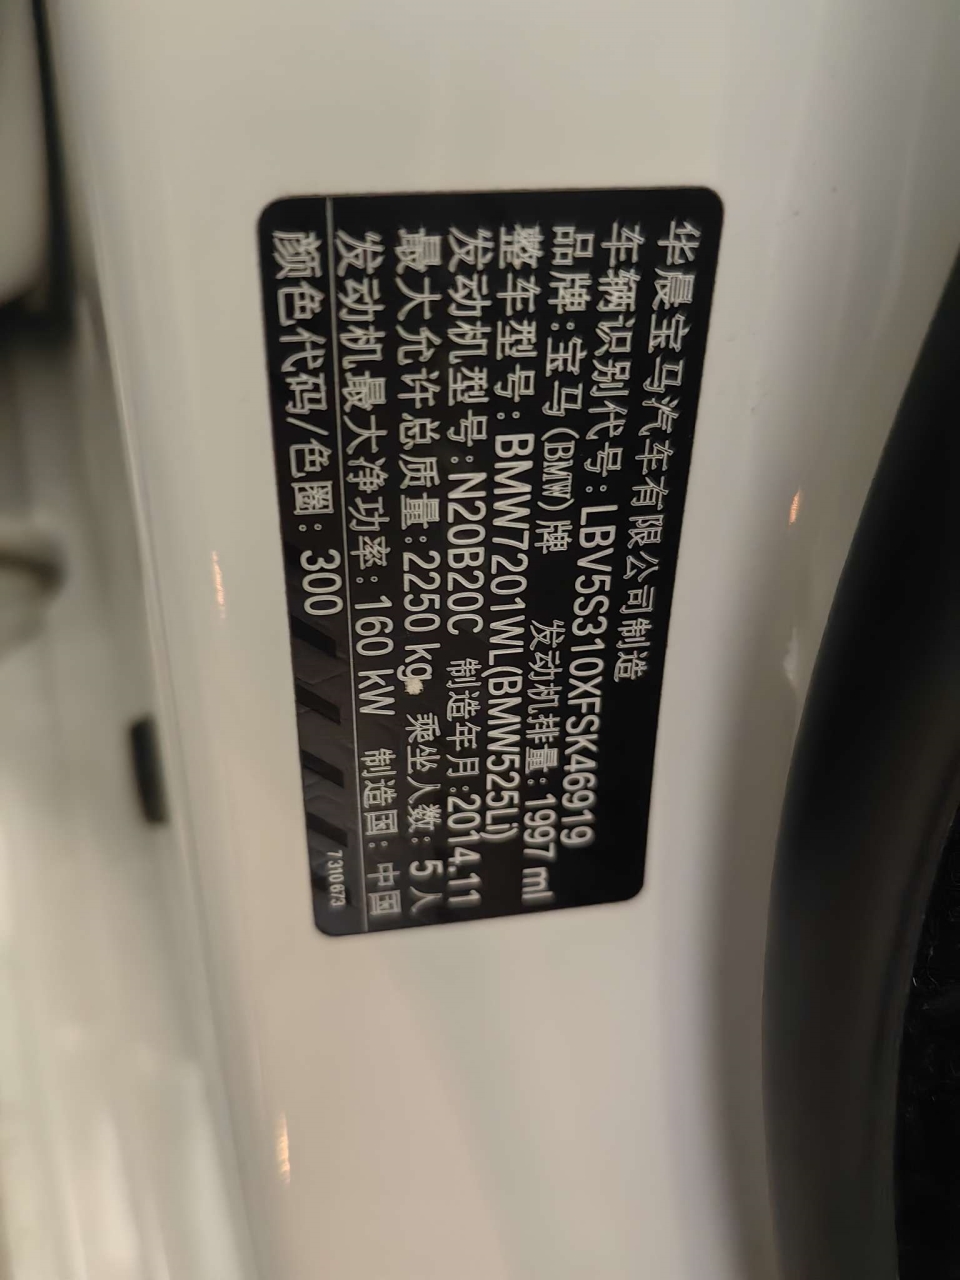 华晨宝马汽车有限公司制造
车辆识别代号:LBV5S310XFSK46919
品牌:宝马(BMW)牌 发动机排量:1997 ml
整车型号:BMW7201WL(BMW525Li)
发动机型号:N20B20C 制造年月:2014.11
最大允许总质量:2250 kg 乘坐人数:5人
发动机最大净功率:160 kW 制造国:中国
颜色代码/色圈:300
7310673